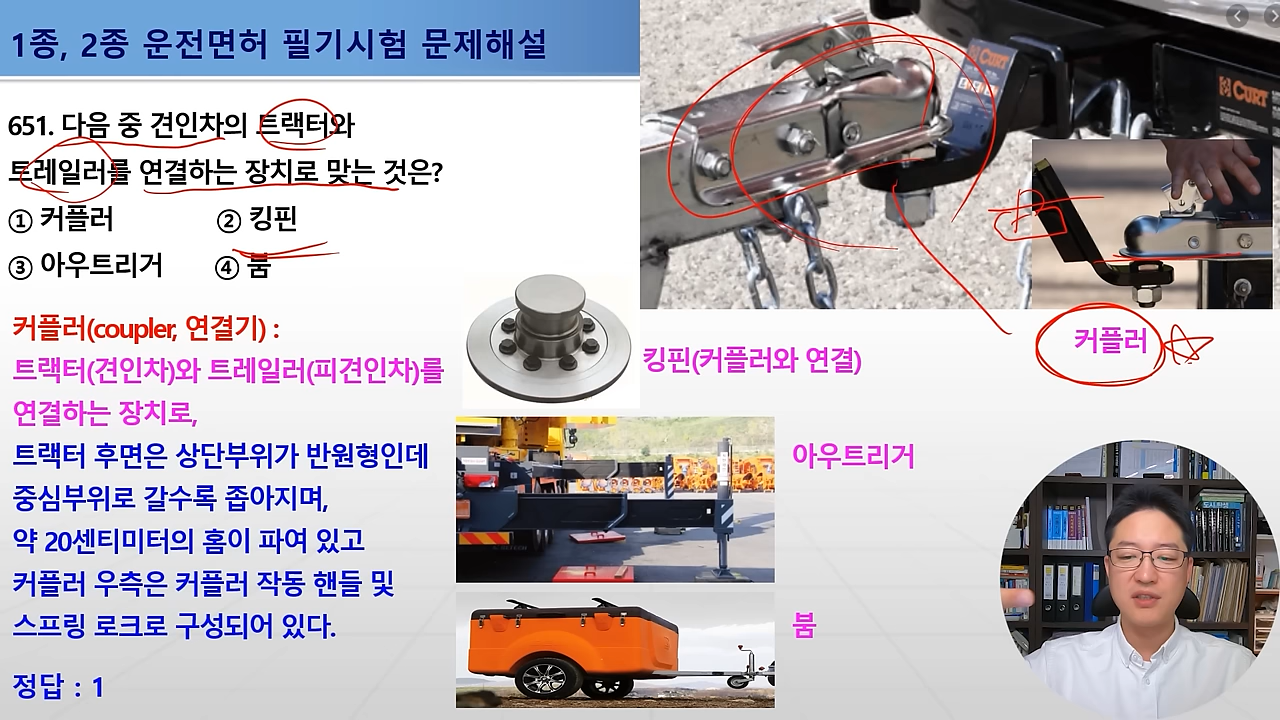 1종, 2종 운전면허 필기시험 문제해설
651. 다음 중 견인차의 트랙터와
트레일러를 연결하는 장치로 맞는 것은?
① 커플러 ② 킹핀
③ 아우트리거 ④ 붐
커플러(coupler, 연결기) :
트랙터(견인차)와 트레일러(피견인차)를
연결하는 장치로,
트랙터 후면은 상단부위가 반원형인데
중심부위로 갈수록 좁아지며,
약 20센티미터의 홈이 파여 있고
커플러 우측은 커플러 작동 핸들 및
스프링 로크로 구성되어 있다.
정답 : 1
CURT
CURT
커플러
킹핀(커플러와 연결)
아우트리거
붐